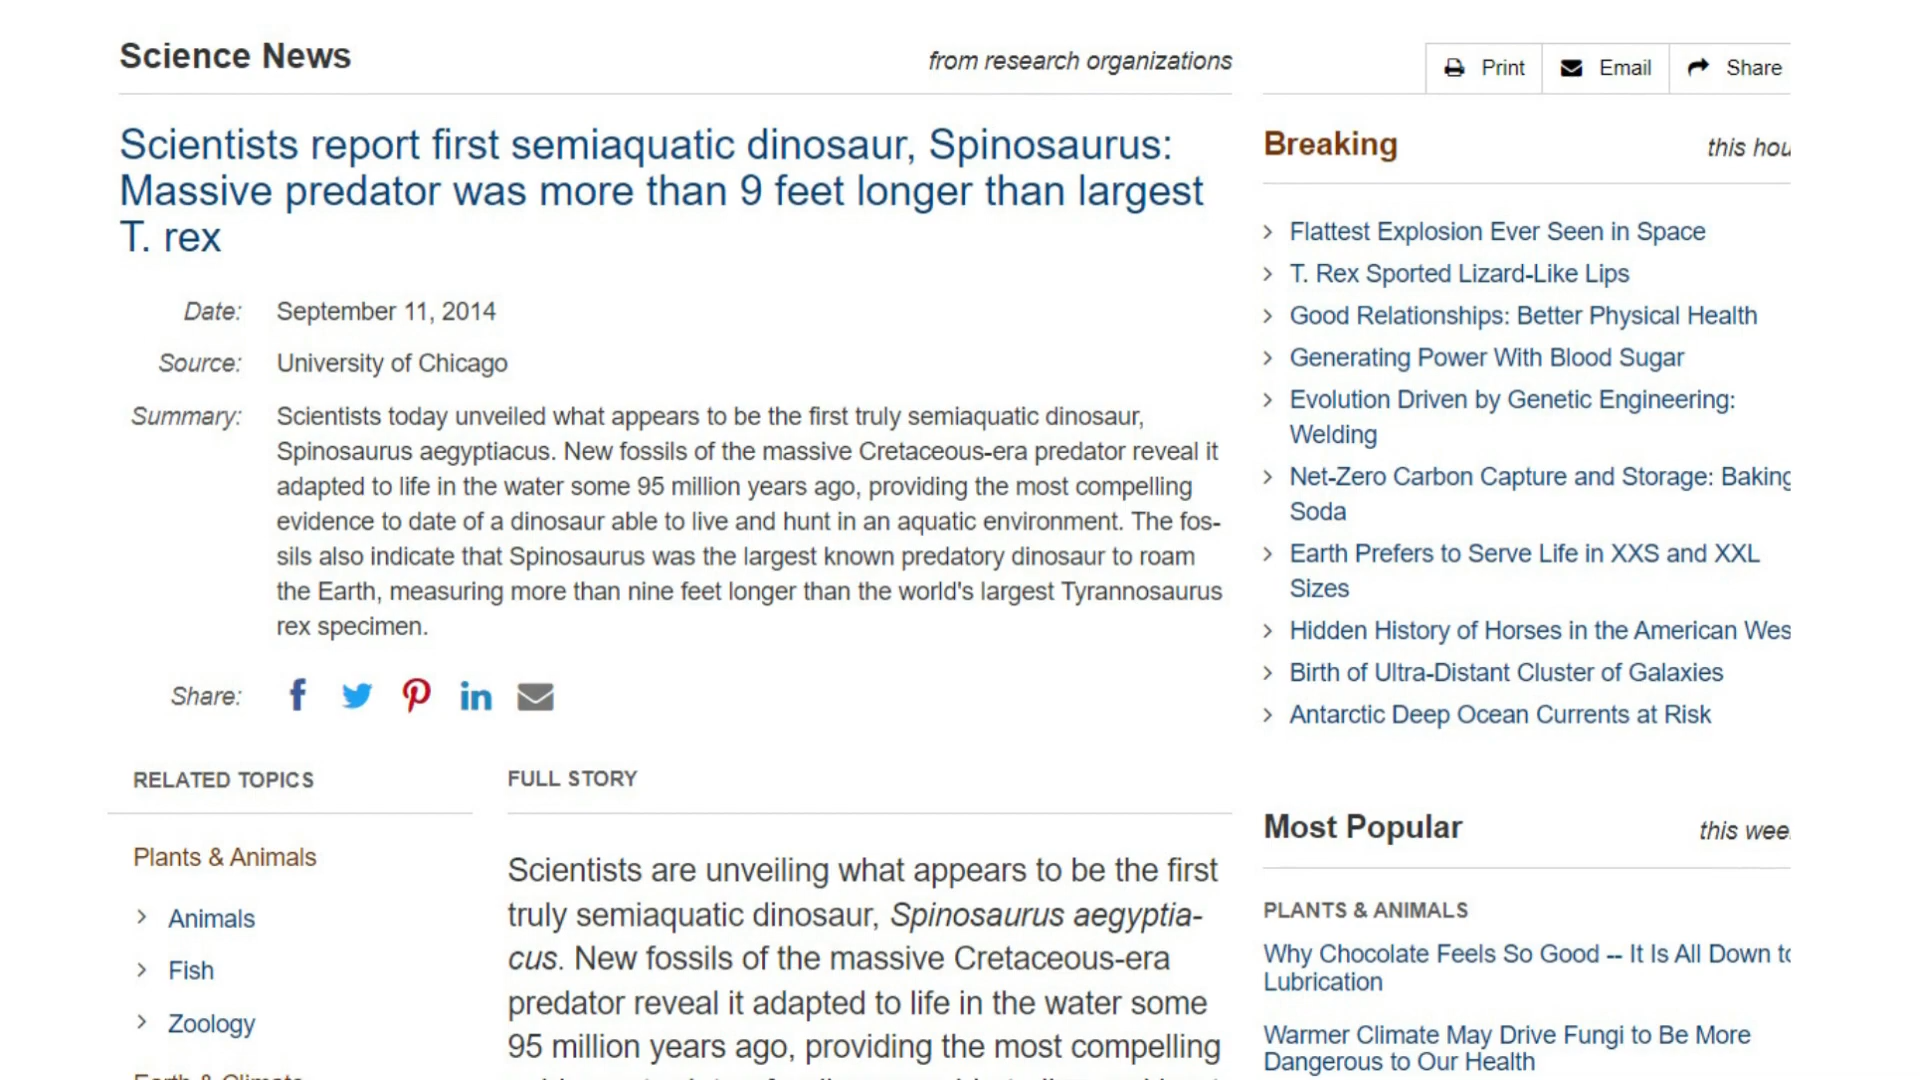 Science News
from research organizations
Scientists report first semiaquatic dinosaur, Spinosaurus:
Massive predator was more than 9 feet longer than largest
T. rex
Date: September 11, 2014
Source: University of Chicago
Summary: Scientists today unveiled what appears to be the first truly semiaquatic dinosaur,
Spinosaurus aegyptiacus. New fossils of the massive Cretaceous-era predator reveal it
adapted to life in the water some 95 million years ago, providing the most compelling
evidence to date of a dinosaur able to live and hunt in an aquatic environment. The fos-
sils also indicate that Spinosaurus was the largest known predatory dinosaur to roam
the Earth, measuring more than nine feet longer than the world's largest Tyrannosaurus
rex specimen.
Share:
RELATED TOPICS
Plants & Animals
Animals
Fish
Zoology
Earth & Climate
FULL STORY
Scientists are unveiling what appears to be the first
truly semiaquatic dinosaur, Spinosaurus aegyptia-
cus. New fossils of the massive Cretaceous-era
predator reveal it adapted to life in the water some
95 million years ago, providing the most compelling
Print Email Share
Breaking
this hou
Flattest Explosion Ever Seen in Space
T. Rex Sported Lizard-Like Lips
Good Relationships: Better Physical Health
Generating Power With Blood Sugar
Evolution Driven by Genetic Engineering:
Welding
Net-Zero Carbon Capture and Storage: Baking
Soda
Earth Prefers to Serve Life in XXS and XXL
Sizes
Hidden History of Horses in the American Wes
Birth of Ultra-Distant Cluster of Galaxies
Antarctic Deep Ocean Currents at Risk
Most Popular
this wee
PLANTS & ANIMALS
Why Chocolate Feels So Good -- It Is All Down to
Lubrication
Warmer Climate May Drive Fungi to Be More
Dangerous to Our Health